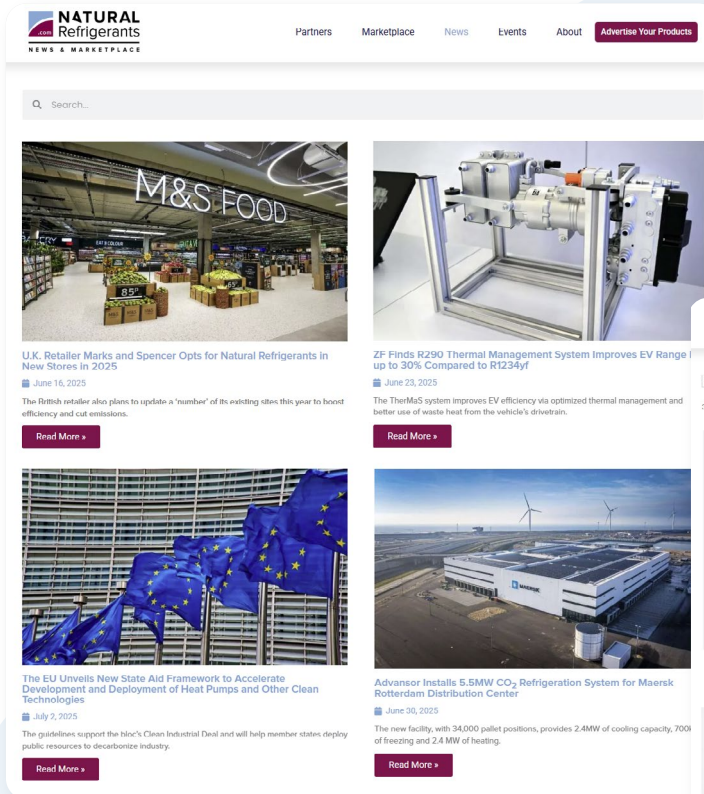 NATURAL
.com Refrigerants
NEWS & MARKETPLACE
Partners Marketplace News Events About Advertise Your Products
Search...
M&S FOOD
EAT B COLOUR
85P
U.K. Retailer Marks and Spencer Opts for Natural Refrigerants in
New Stores in 2025
June 16, 2025
The British retailer also plans to update a 'number' of its existing sites this year to boost
efficiency and cut emissions.
Read More »
ZF Finds R290 Thermal Management System Improves EV Range
up to 30% Compared to R1234yf
June 23, 2025
The TherMaS system improves EV efficiency via optimized thermal management and
better use of waste heat from the vehicle's drivetrain.
Read More »
The EU Unveils New State Aid Framework to Accelerate
Development and Deployment of Heat Pumps and Other Clean
Technologies
July 2, 2025
The guidelines support the bloc's Clean Industrial Deal and will help member states deploy
public resources to decarbonize industry.
Read More »
MAERSK
Advansor Installs 5.5MW CO₂ Refrigeration System for Maersk
Rotterdam Distribution Center
June 30, 2025
The new facility, with 34,000 pallet positions, provides 2.4MW of cooling capacity, 700
of freezing and 2.4 MW of heating.
Read More »